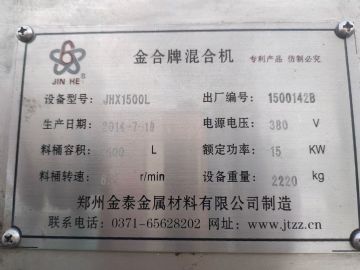 金合牌混合机 专利产品 仿制必究
JIN HE ®
设备型号: JHX1500L 出厂编号: 1500142B
生产日期: 2014-7-18 电源电压: 380 V
料桶容积: L 额定功率: 15 KW
料桶转速: r/min 设备重量: 2220 kg
郑州金泰金属材料有限公司制造
联系电话: 0371-65628202 网址: www.jtzz.cn